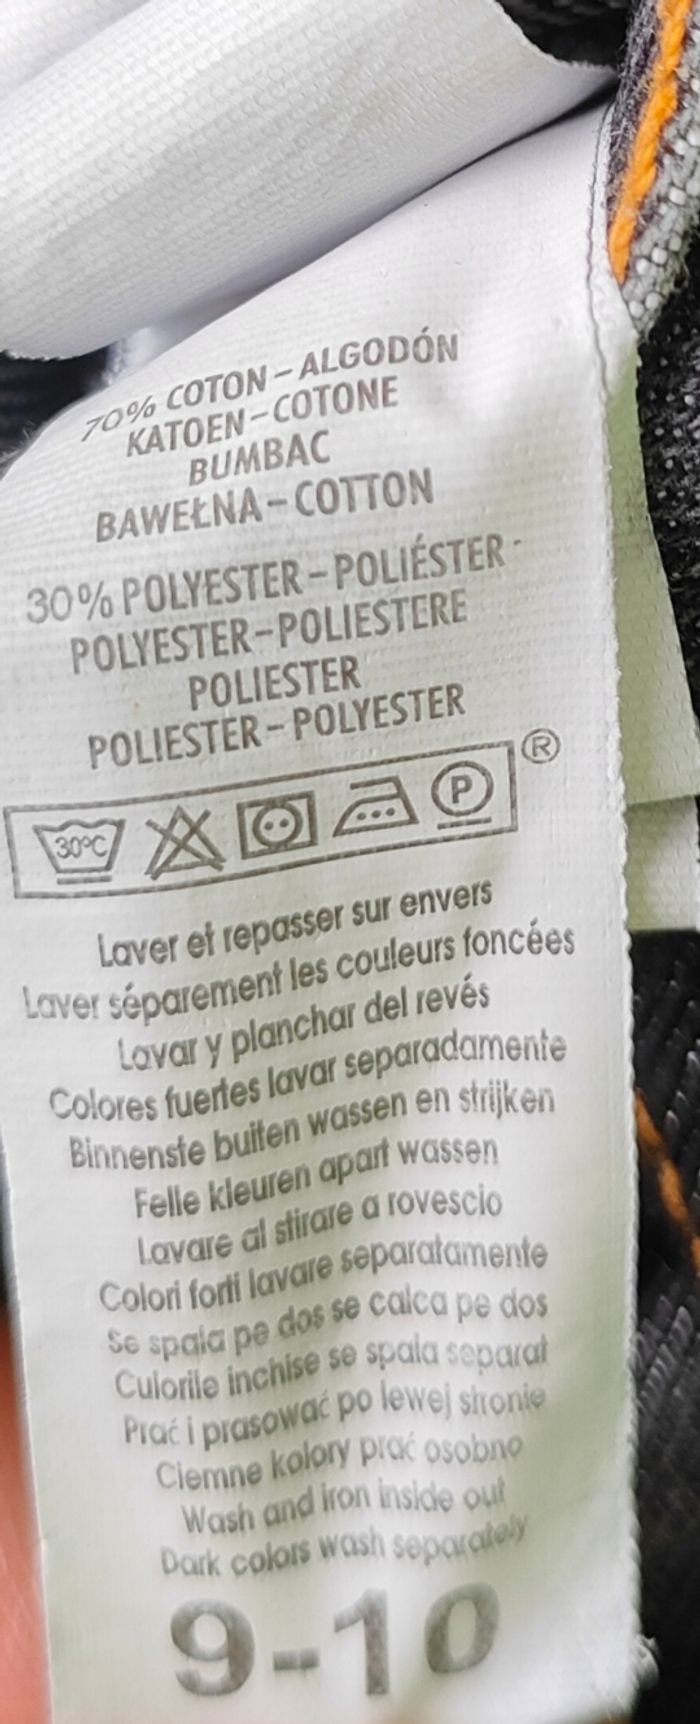 70% COTON – ALGODÓN
KATOEN – COTONE
BUMBAC
BAWEŁNA – COTTON
30% POLYESTER – POLIÉSTER -
POLYESTER – POLIESTERE
POLIESTER
POLIESTER – POLYESTER
®
30°C P
Laver et repasser sur envers
Laver séparement les couleurs foncées
Lavar y planchar del revés
Colores fuertes lavar separadamente
Binnenste buiten wassen en strijken
Felle kleuren apart wassen
Lavare al stirare a rovescio
Colori forti lavare separatamente
Se spala pe dos se calca pe dos
Culorile inchise se spala separat
Prać i prasować po lewej stronie
Ciemne kolory prać osobno
Wash and iron inside out
Dark colors wash separately
9-10